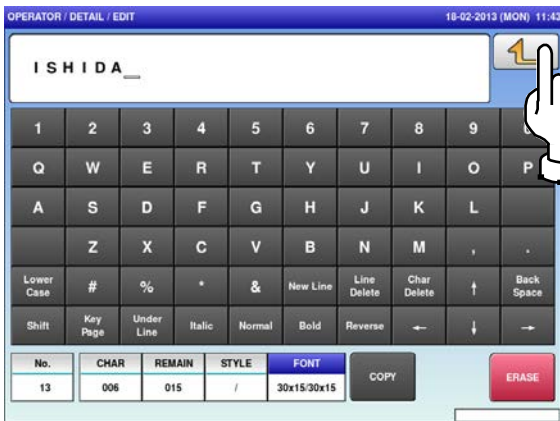 OPERATOR / DETAIL / EDIT 18-02-2013 (MON) 11:43
ISHIDA_
1 2 3 4 5 6 7 8 9
Q W E R T Y U I O P
A S D F G H J K L
Z X C V B N M , .
Lower Case # % * & New Line Line Delete Char Delete ↑ Back Space
Shift Key Page Under Line Italic Normal Bold Reverse ← ↓ →
No. CHAR REMAIN STYLE FONT COPY ERASE
13 006 015 / 30x15/30x15